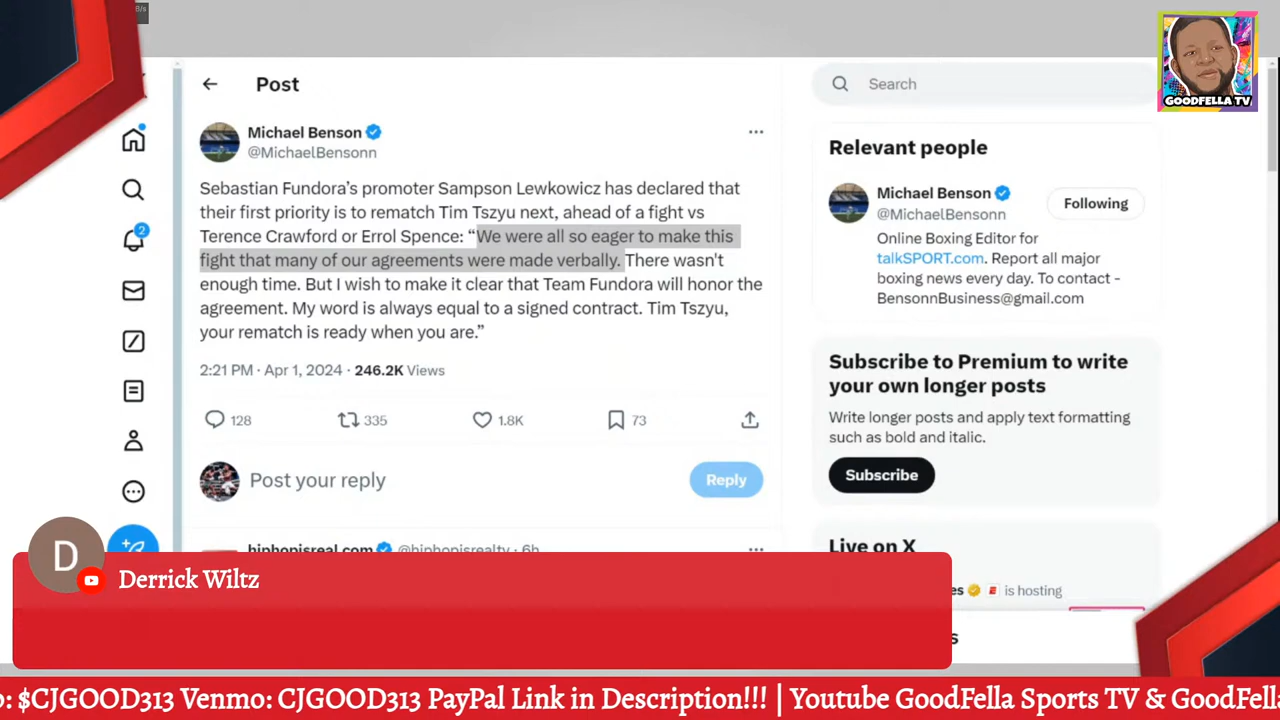 8/s
GOODFELLA TV
Post
Search
Michael Benson
@MichaelBensonn
Sebastian Fundora's promoter Sampson Lewkowicz has declared that
their first priority is to rematch Tim Tszyu next, ahead of a fight vs
Terence Crawford or Errol Spence: “We were all so eager to make this
fight that many of our agreements were made verbally. There wasn't
enough time. But I wish to make it clear that Team Fundora will honor the
agreement. My word is always equal to a signed contract. Tim Tszyu,
your rematch is ready when you are.”
2:21 PM · Apr 1, 2024 · 246.2K Views
128 335 1.8K 73
Post your reply
Reply
hiphopisreal.com @hiphopisrealty · 6h
2
Relevant people
Michael Benson
@MichaelBensonn
Following
Online Boxing Editor for
talkSPORT.com. Report all major
boxing news every day. To contact -
BensonnBusiness@gmail.com
Subscribe to Premium to write
your own longer posts
Write longer posts and apply text formatting
such as bold and italic.
Subscribe
Live on X
is hosting
D
Derrick Wiltz
$CJGOOD313 Venmo: CJGOOD313 PayPal Link in Description!!! | Youtube GoodFella Sports TV & GoodFella